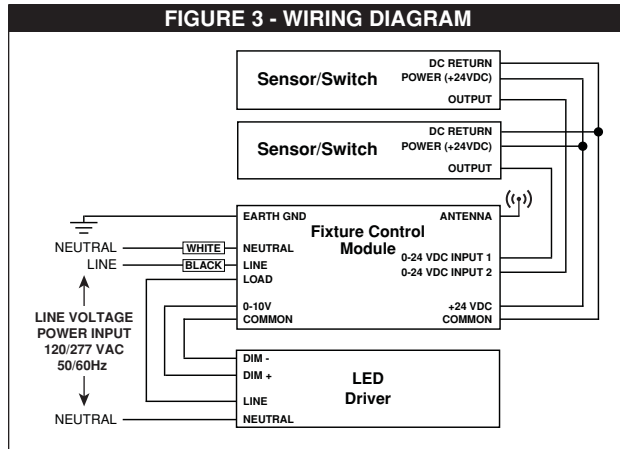 FIGURE 3 - WIRING DIAGRAM
DC RETURN
Sensor/Switch
POWER (+24VDC)
OUTPUT
DC RETURN
Sensor/Switch
POWER (+24VDC)
OUTPUT
EARTH GND
ANTENNA
Fixture Control
Module
NEUTRAL
WHITE
NEUTRAL
0-24 VDC INPUT 1
LINE
BLACK
LINE
0-24 VDC INPUT 2
LOAD
LINE VOLTAGE
POWER INPUT
120/277 VAC
50/60Hz
0-10V
+24 VDC
COMMON
COMMON
DIM -
DIM +
LED
Driver
LINE
NEUTRAL
NEUTRAL